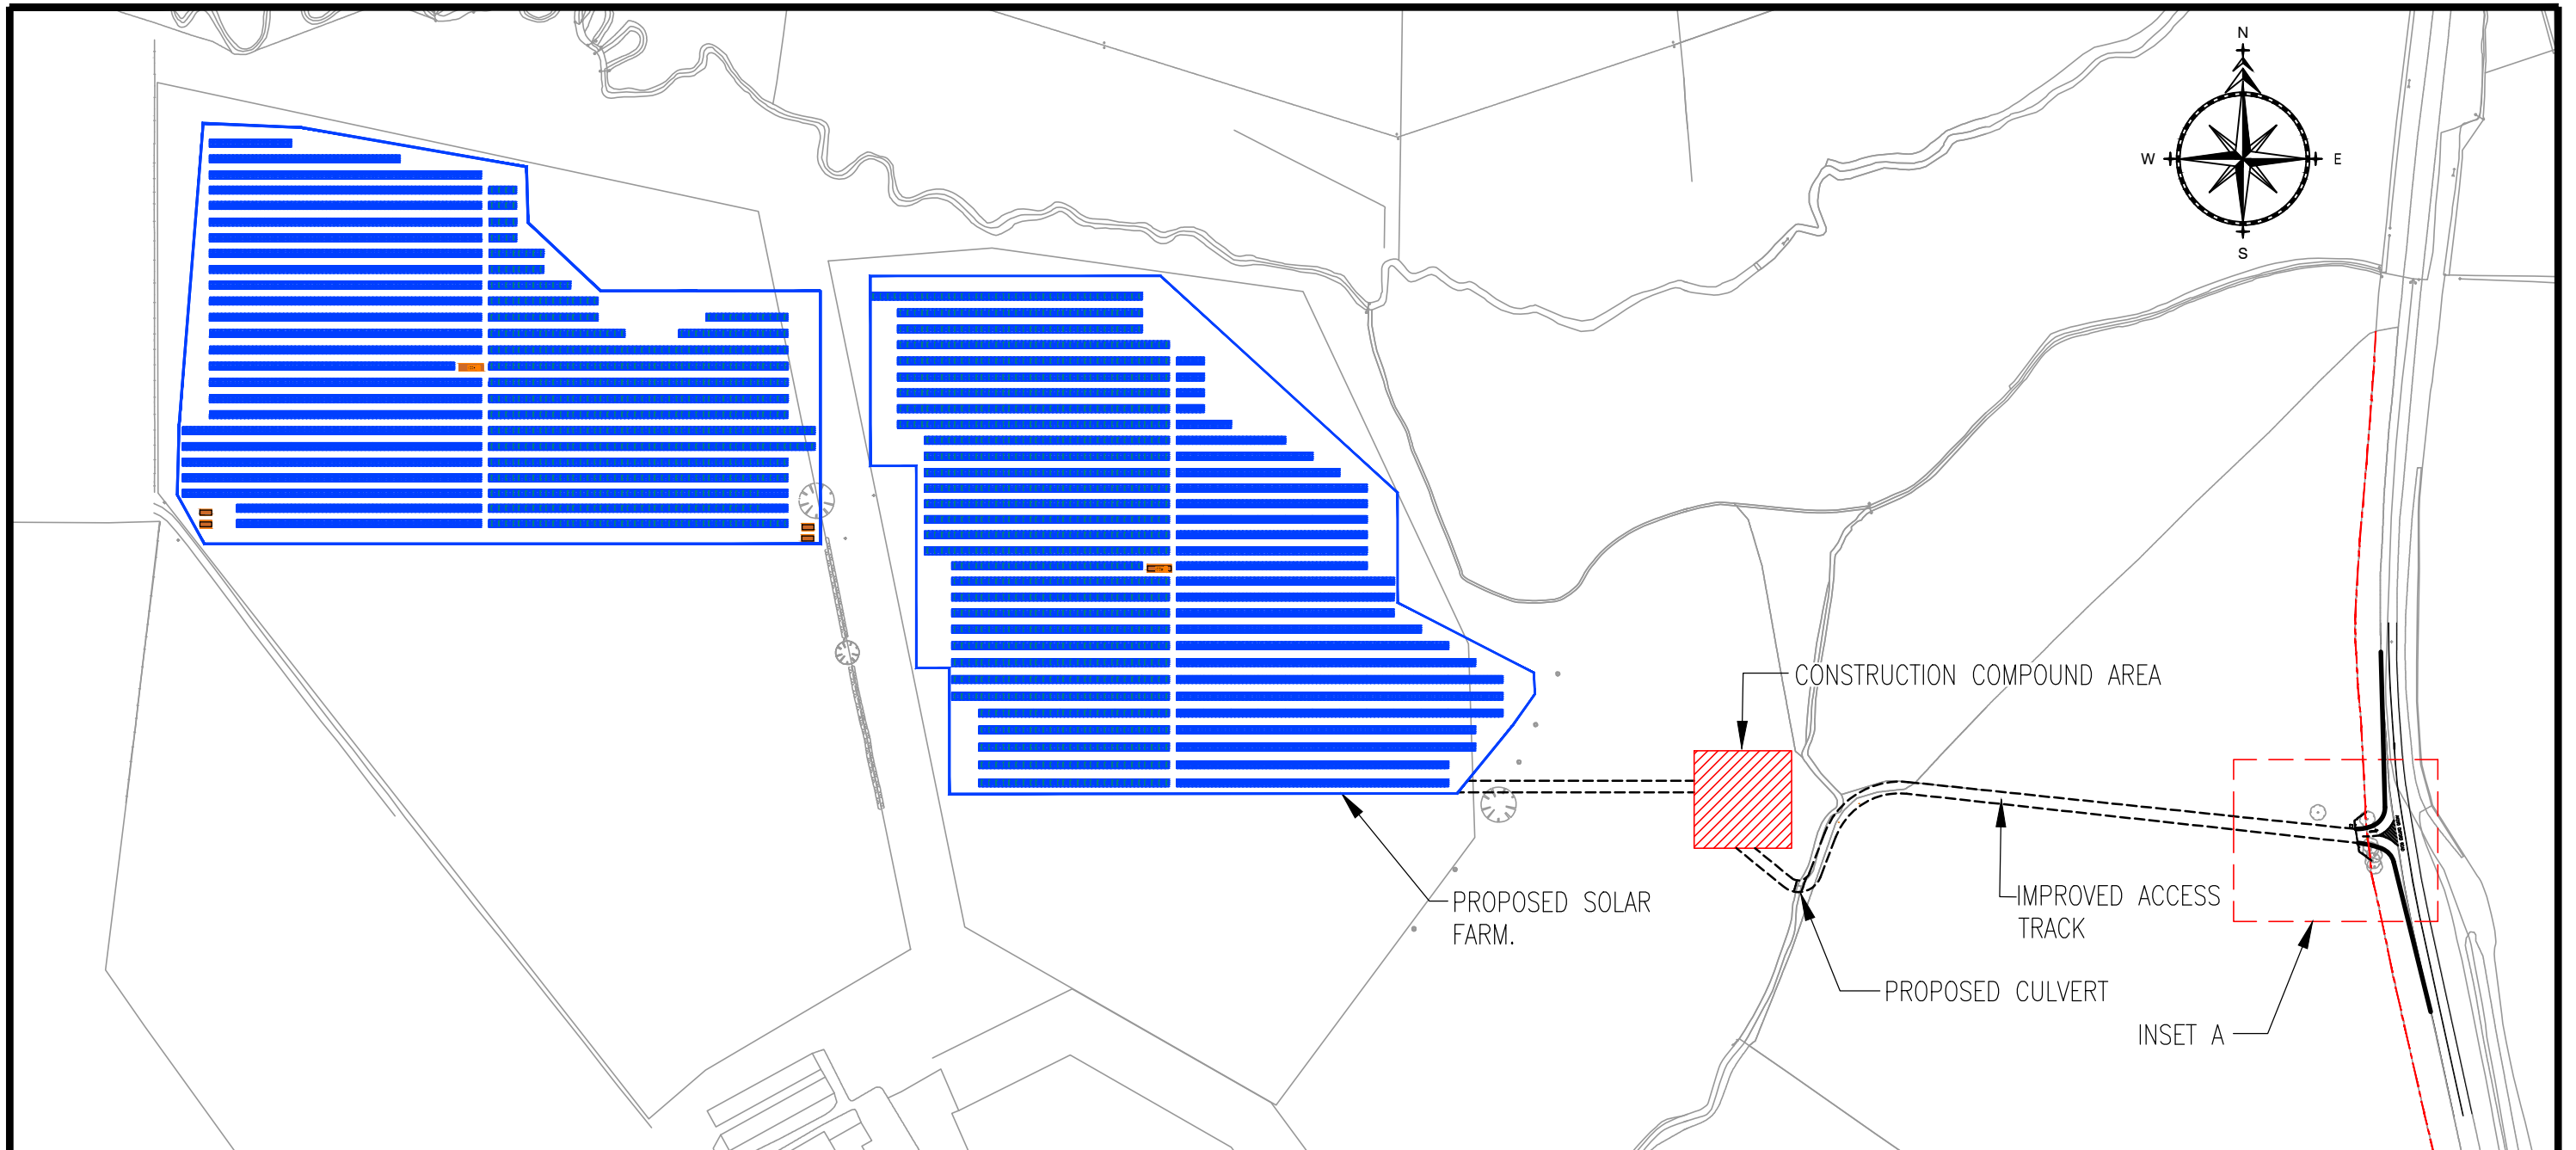 N
W E
S
CONSTRUCTION COMPOUND AREA
PROPOSED SOLAR
FARM.
IMPROVED ACCESS
TRACK
PROPOSED CULVERT
INSET A